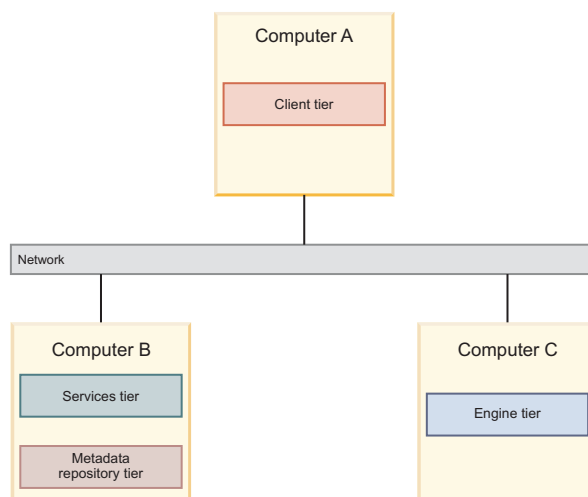 Computer A
Client tier
Network
Computer B
Services tier
Metadata
repository tier
Computer C
Engine tier